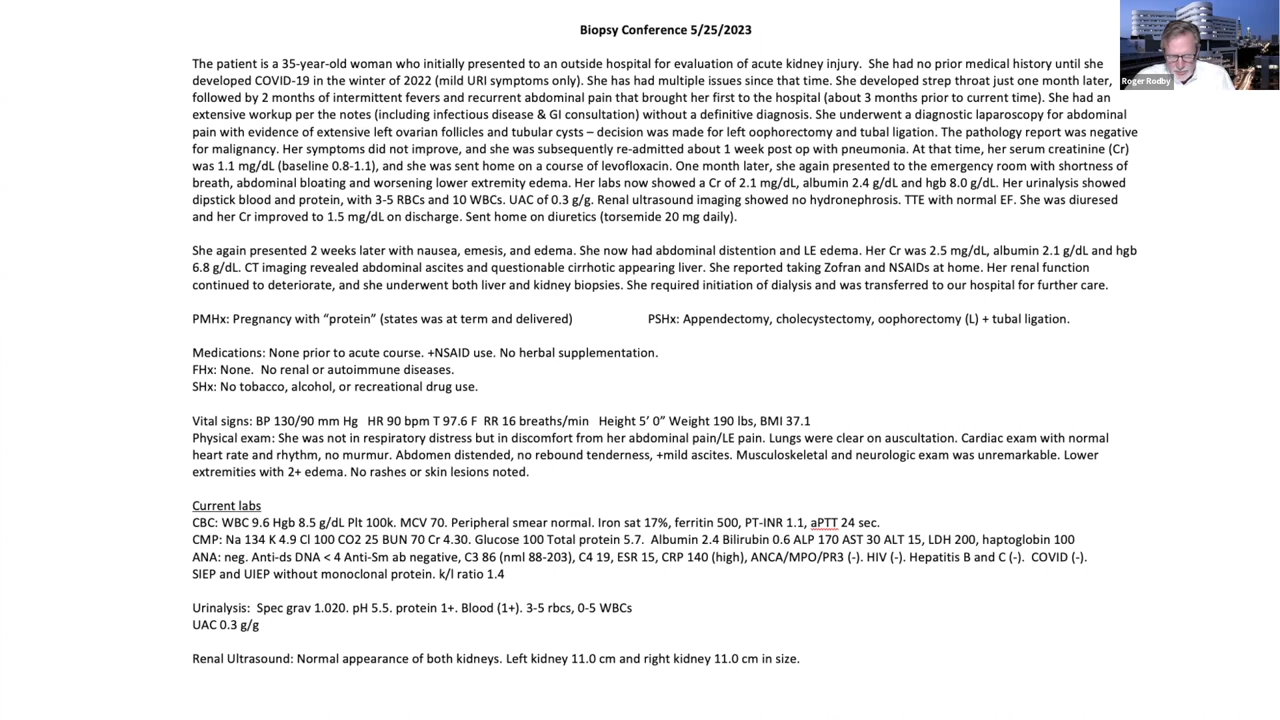 Biopsy Conference 5/25/2023
Roger Rodby
The patient is a 35-year-old woman who initially presented to an outside hospital for evaluation of acute kidney injury.  She had no prior medical history until she
developed COVID-19 in the winter of 2022 (mild URI symptoms only). She has had multiple issues since that time. She developed strep throat just one month later,
followed by 2 months of intermittent fevers and recurrent abdominal pain that brought her first to the hospital (about 3 months prior to current time). She had an
extensive workup per the notes (including infectious disease & GI consultation) without a definitive diagnosis. She underwent a diagnostic laparoscopy for abdominal
pain with evidence of extensive left ovarian follicles and tubular cysts – decision was made for left oophorectomy and tubal ligation. The pathology report was negative
for malignancy. Her symptoms did not improve, and she was subsequently re-admitted about 1 week post op with pneumonia. At that time, her serum creatinine (Cr)
was 1.1 mg/dL (baseline 0.8-1.1), and she was sent home on a course of levofloxacin. One month later, she again presented to the emergency room with shortness of
breath, abdominal bloating and worsening lower extremity edema. Her labs now showed a Cr of 2.1 mg/dL, albumin 2.4 g/dL and hgb 8.0 g/dL. Her urinalysis showed
dipstick blood and protein, with 3-5 RBCs and 10 WBCs. UAC of 0.3 g/g. Renal ultrasound imaging showed no hydronephrosis. TTE with normal EF. She was diuresed
and her Cr improved to 1.5 mg/dL on discharge. Sent home on diuretics (torsemide 20 mg daily).
She again presented 2 weeks later with nausea, emesis, and edema. She now had abdominal distention and LE edema. Her Cr was 2.5 mg/dL, albumin 2.1 g/dL and hgb
6.8 g/dL. CT imaging revealed abdominal ascites and questionable cirrhotic appearing liver. She reported taking Zofran and NSAIDs at home. Her renal function
continued to deteriorate, and she underwent both liver and kidney biopsies. She required initiation of dialysis and was transferred to our hospital for further care.
PMHx: Pregnancy with “protein” (states was at term and delivered) PSHx: Appendectomy, cholecystectomy, oophorectomy (L) + tubal ligation.
Medications: None prior to acute course. +NSAID use. No herbal supplementation.
FHx: None.  No renal or autoimmune diseases.
SHx: No tobacco, alcohol, or recreational drug use.
Vital signs: BP 130/90 mm Hg   HR 90 bpm T 97.6 F  RR 16 breaths/min   Height 5’ 0” Weight 190 lbs, BMI 37.1
Physical exam: She was not in respiratory distress but in discomfort from her abdominal pain/LE pain. Lungs were clear on auscultation. Cardiac exam with normal
heart rate and rhythm, no murmur. Abdomen distended, no rebound tenderness, +mild ascites. Musculoskeletal and neurologic exam was unremarkable. Lower
extremities with 2+ edema. No rashes or skin lesions noted.
Current labs
CBC: WBC 9.6 Hgb 8.5 g/dL Plt 100k. MCV 70. Peripheral smear normal. Iron sat 17%, ferritin 500, PT-INR 1.1, aPTT 24 sec.
CMP: Na 134 K 4.9 Cl 100 CO2 25 BUN 70 Cr 4.30. Glucose 100 Total protein 5.7.  Albumin 2.4 Bilirubin 0.6 ALP 170 AST 30 ALT 15, LDH 200, haptoglobin 100
ANA: neg. Anti-ds DNA < 4 Anti-Sm ab negative, C3 86 (nml 88-203), C4 19, ESR 15, CRP 140 (high), ANCA/MPO/PR3 (-). HIV (-). Hepatitis B and C (-).  COVID (-).
SIEP and UIEP without monoclonal protein. k/l ratio 1.4
Urinalysis:  Spec grav 1.020. pH 5.5. protein 1+. Blood (1+). 3-5 rbcs, 0-5 WBCs
UAC 0.3 g/g
Renal Ultrasound: Normal appearance of both kidneys. Left kidney 11.0 cm and right kidney 11.0 cm in size.